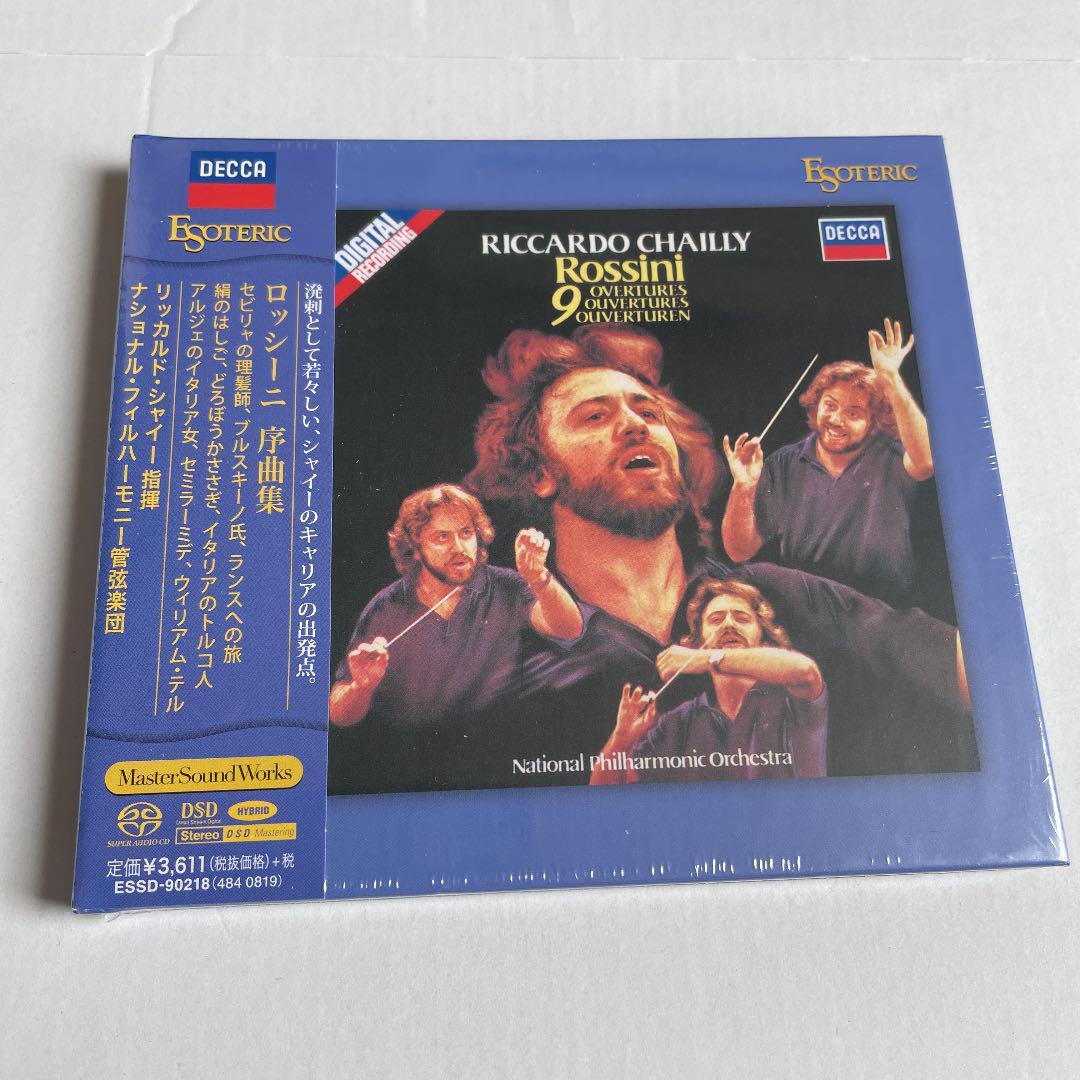 DECCA
ESOTERIC
溌剌として若々しい、シャイーのキャリアの出発点。
ロッシーニ 序曲集
セビリャの理髪師、ブルスキーノ氏、ランスへの旅
絹のはしご、どろぼうかささぎ、イタリアのトルコ人
アルジェのイタリア女、セミラーミデ、ウィリアム・テル
リッカルド・シャイー 指揮
ナショナル・フィルハーモニー管弦楽団
MasterSoundWorks
SUPER AUDIO CD
DSD
Direct Stream Digital
HYBRID
Stereo DSD Mastering
定価¥3,611(税抜価格)+税
ESSD-90218(484 0819)
ESOTERIC
DIGITAL
RECORDING
RICCARDO CHAILLY
DECCA
Rossini
9 OVERTURES
OUVERTURES
OUVERTUREN
National Philharmonic Orchestra